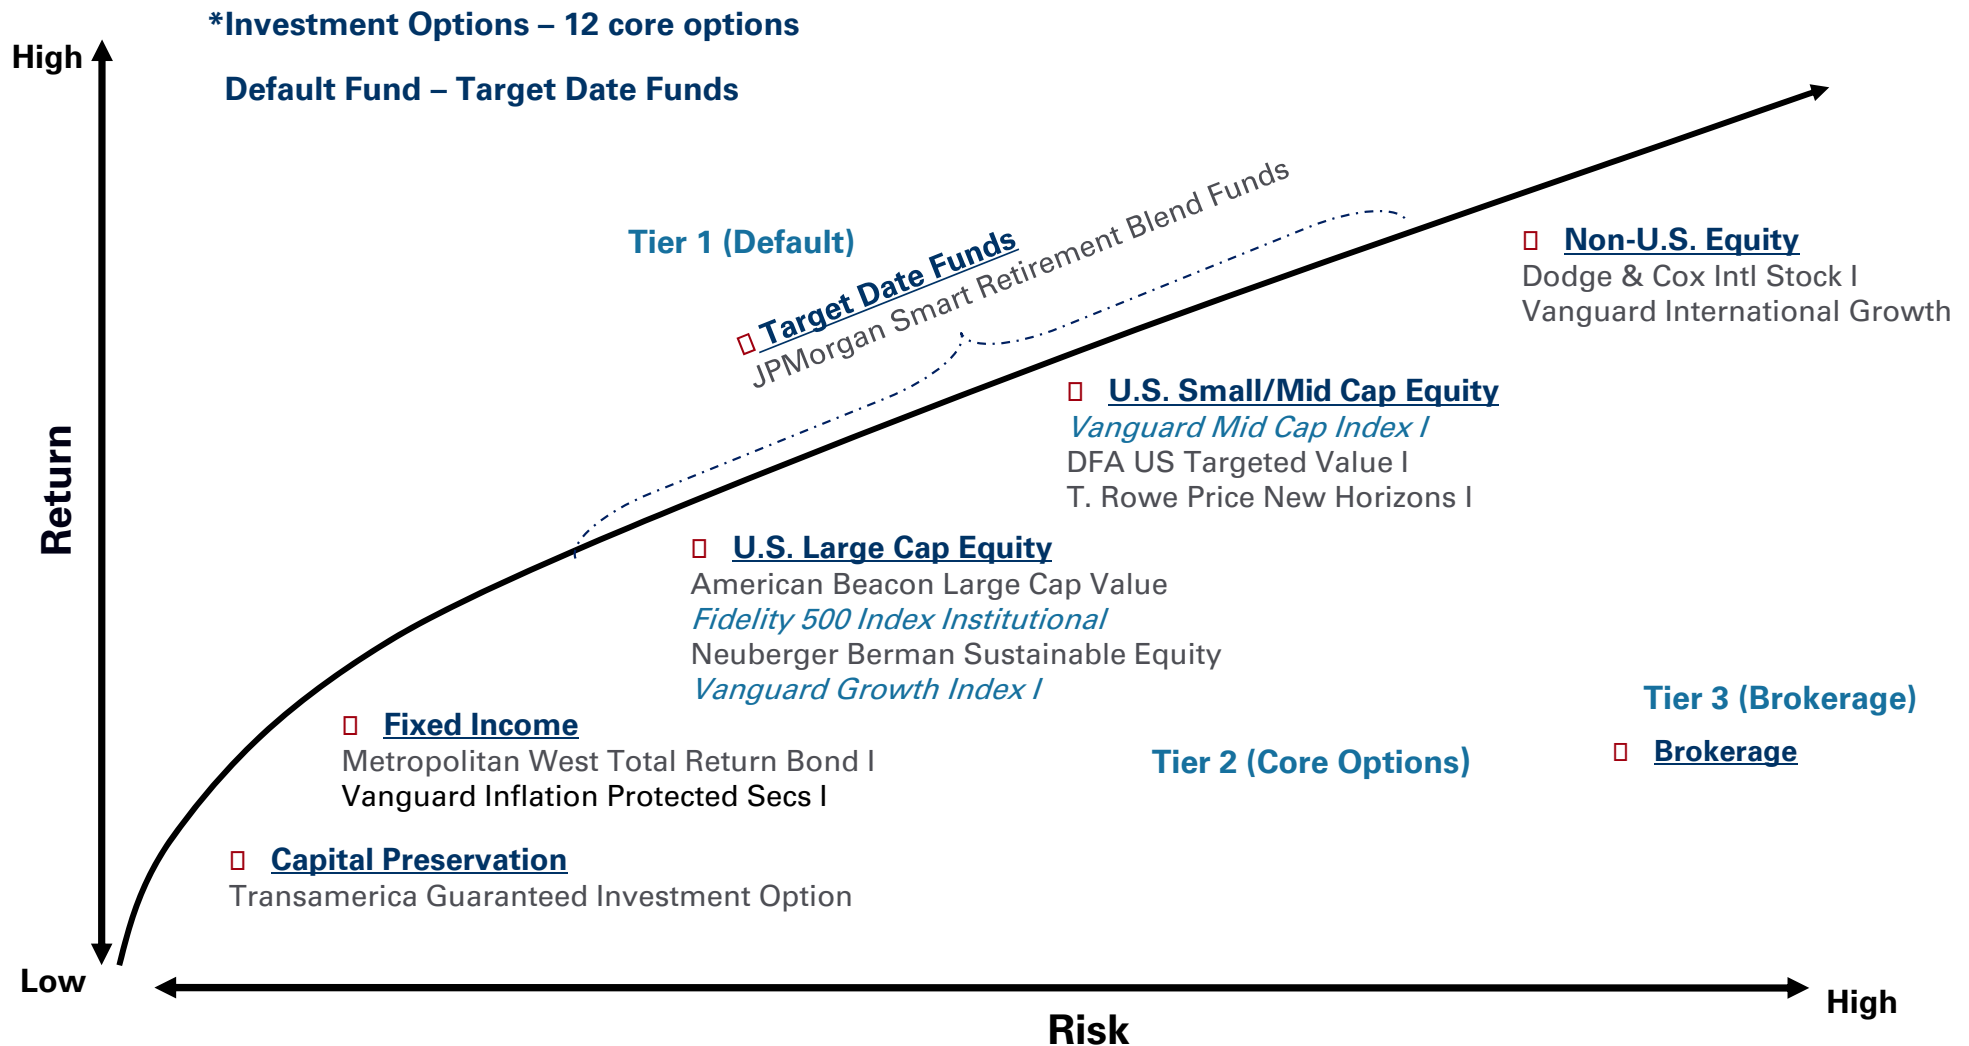 *Investment Options – 12 core options
High
Default Fund – Target Date Funds
Tier 1 (Default)
Target Date Funds
JPMorgan Smart Retirement Blend Funds
Non-U.S. Equity
Dodge & Cox Intl Stock I
Vanguard International Growth
U.S. Small/Mid Cap Equity
Vanguard Mid Cap Index I
DFA US Targeted Value I
T. Rowe Price New Horizons I
Return
U.S. Large Cap Equity
American Beacon Large Cap Value
Fidelity 500 Index Institutional
Neuberger Berman Sustainable Equity
Vanguard Growth Index I
Tier 3 (Brokerage)
Brokerage
Tier 2 (Core Options)
Fixed Income
Metropolitan West Total Return Bond I
Vanguard Inflation Protected Secs I
Capital Preservation
Transamerica Guaranteed Investment Option
Low
High
Risk